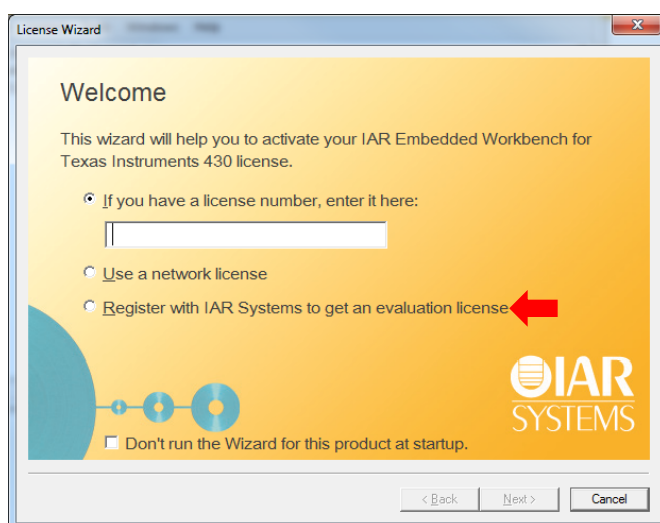 License Wizard
Welcome
This wizard will help you to activate your IAR Embedded Workbench for
Texas Instruments 430 license.
If you have a license number, enter it here:
Use a network license
Register with IAR Systems to get an evaluation license
IAR
SYSTEMS
Don't run the Wizard for this product at startup.
< Back Next > Cancel